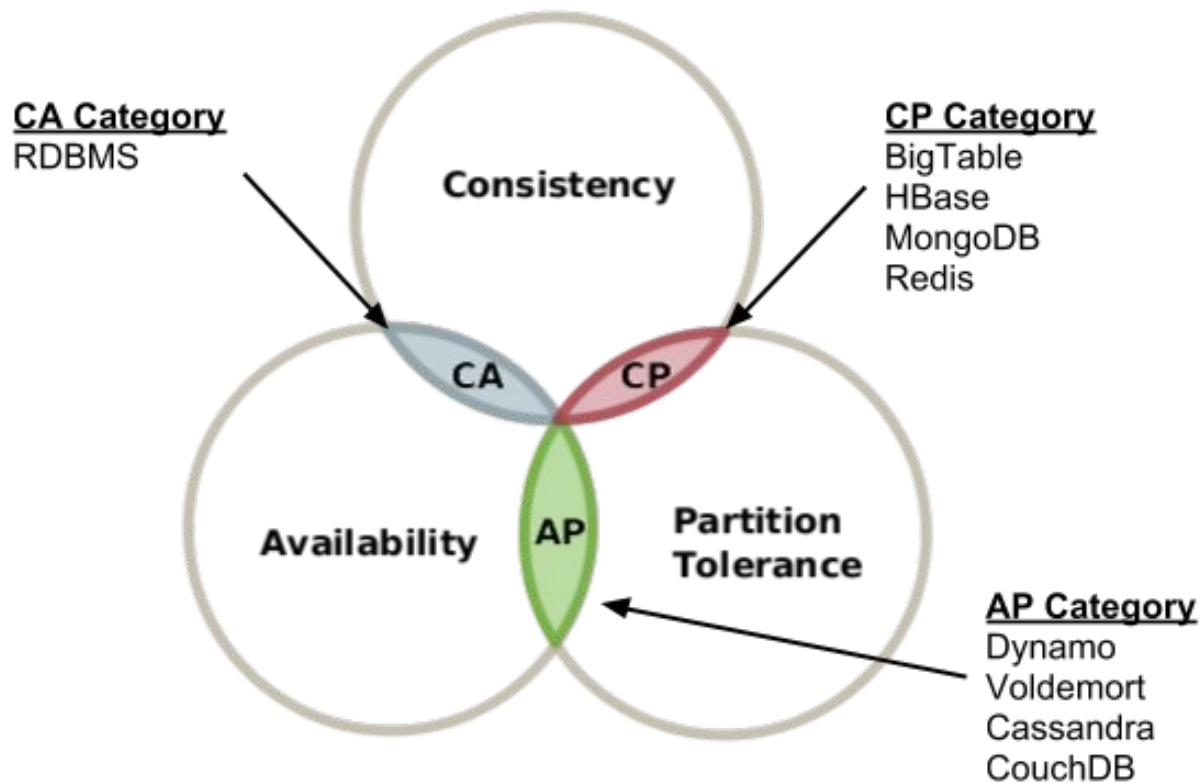 CA Category
RDBMS
Consistency
CP Category
BigTable
HBase
MongoDB
Redis
CA
CP
Availability
AP
Partition
Tolerance
AP Category
Dynamo
Voldemort
Cassandra
CouchDB